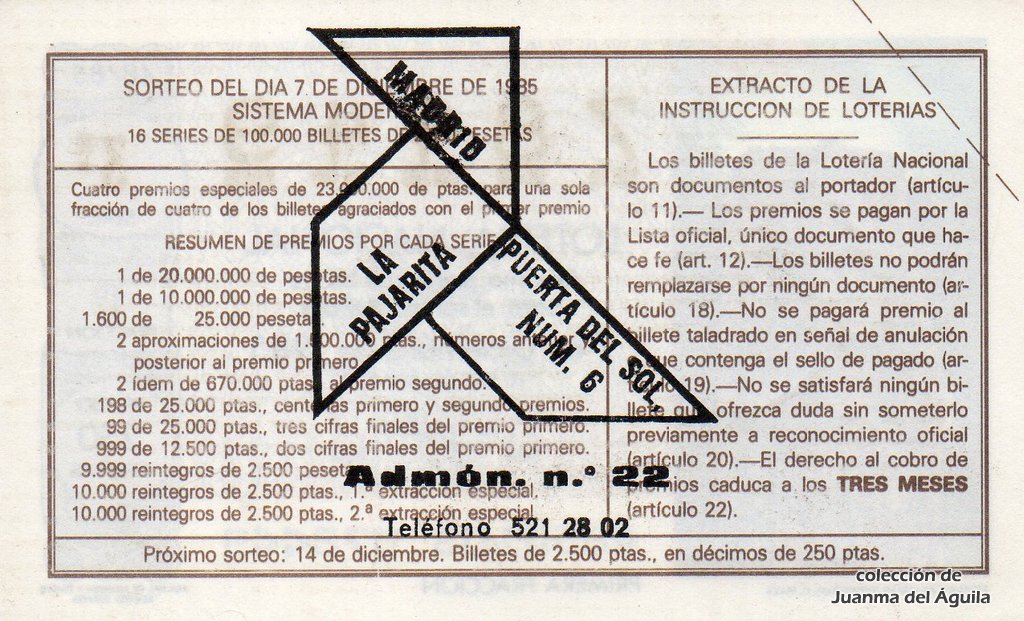 SORTEO DEL DIA 7 DE DICIEMBRE DE 1985
SISTEMA MODERNO
16 SERIES DE 100.000 BILLETES DE PESETAS
Cuatro premios especiales de 23.000.000 de ptas. para una sola
fracción de cuatro de los billetes agraciados con el primer premio
RESUMEN DE PREMIOS POR CADA SERIE
1 de 20.000.000 de pesetas.
1 de 10.000.000 de pesetas.
1.600 de 25.000 pesetas.
2 aproximaciones de 1.500.000 ptas., números anterior y
posterior al premio primero.
2 ídem de 670.000 ptas. al premio segundo.
198 de 25.000 ptas., centenas primero y segundo premios.
99 de 25.000 ptas., tres cifras finales del premio primero.
999 de 12.500 ptas., dos cifras finales del premio primero.
9.999 reintegros de 2.500 pesetas
10.000 reintegros de 2.500 ptas., 1.ª extracción especial.
10.000 reintegros de 2.500 ptas., 2.ª extracción especial.
EXTRACTO DE LA
INSTRUCCION DE LOTERIAS
Los billetes de la Lotería Nacional
son documentos al portador (artícu-
lo 11).— Los premios se pagan por la
Lista oficial, único documento que ha-
ce fe (art. 12).—Los billetes no podrán
remplazarse por ningún documento (ar-
tículo 18).—No se pagará premio al
billete taladrado en señal de anulación
que contenga el sello de pagado (ar-
19).—No se satisfará ningún bi-
llete que ofrezca duda sin someterlo
previamente a reconocimiento oficial
(artículo 20).—El derecho al cobro de
premios caduca a los TRES MESES
(artículo 22).
Próximo sorteo: 14 de diciembre. Billetes de 2.500 ptas., en décimos de 250 ptas.
MADRID
LA
PAJARITA
PUERTA DEL SOL,
NUM. 6
Admón. n.º 22
Teléfono 521 28 02
colección de
Juanma del Águila